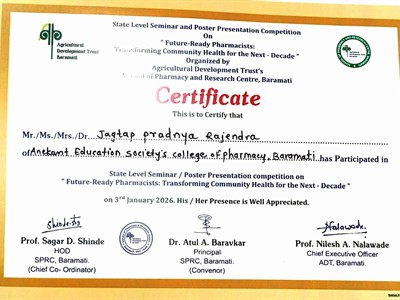 State Level Seminar and Poster Presentation Competition
On
" Future-Ready Pharmacists:
Transforming Community Health for the Next - Decade "
Organized by
Agricultural Development Trust's
of Pharmacy and Research Centre, Baramati
Agricultural
Development Trust
Baramati
Certificate
This is to Certify that
Mr./Ms./Mrs./Dr. Jagtap Pradnya Rajendra
of Anekant Education Society's college of pharmacy, Baramati. has Participated in
State Level Seminar / Poster Presentation competition on
" Future-Ready Pharmacists: Transforming Community Health for the Next - Decade "
on 3rd January 2026. His / Her Presence is Well Appreciated.
Prof. Sagar D. Shinde
HOD
SPRC, Baramati.
(Chief Co- Ordinator)
Dr. Atul A. Baravkar
Principal
SPRC, Baramati.
(Convenor)
Nalawade.
Prof. Nilesh A. Nalawade
Chief Executive Officer
ADT, Baramati.